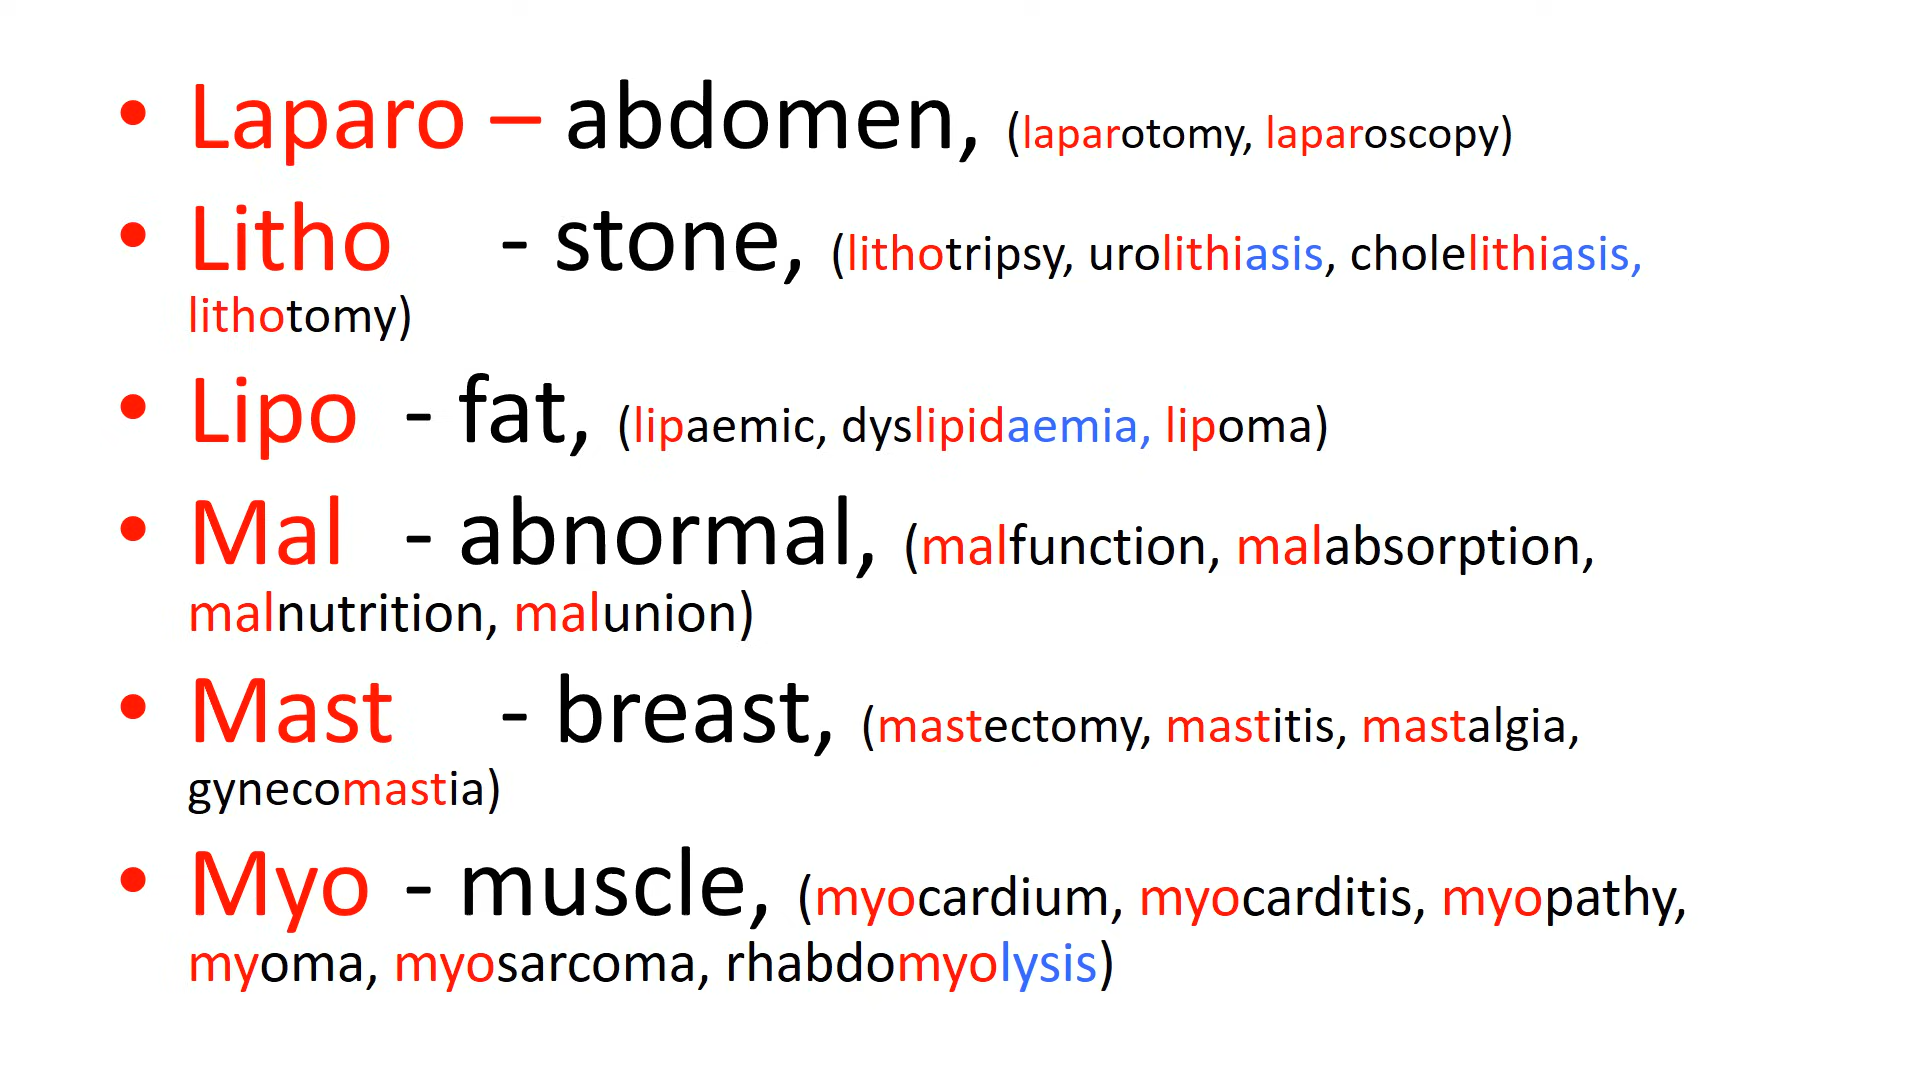 • Laparo – abdomen, (laparotomy, laparoscopy)
• Litho - stone, (lithotripsy, urolithiasis, cholelithiasis,
lithotomy)
• Lipo - fat, (lipaemic, dyslipidaemia, lipoma)
• Mal - abnormal, (malfunction, malabsorption,
malnutrition, malunion)
• Mast - breast, (mastectomy, mastitis, mastalgia,
gynecomastia)
• Myo - muscle, (myocardium, myocarditis, myopathy,
myoma, myosarcoma, rhabdomyolysis)